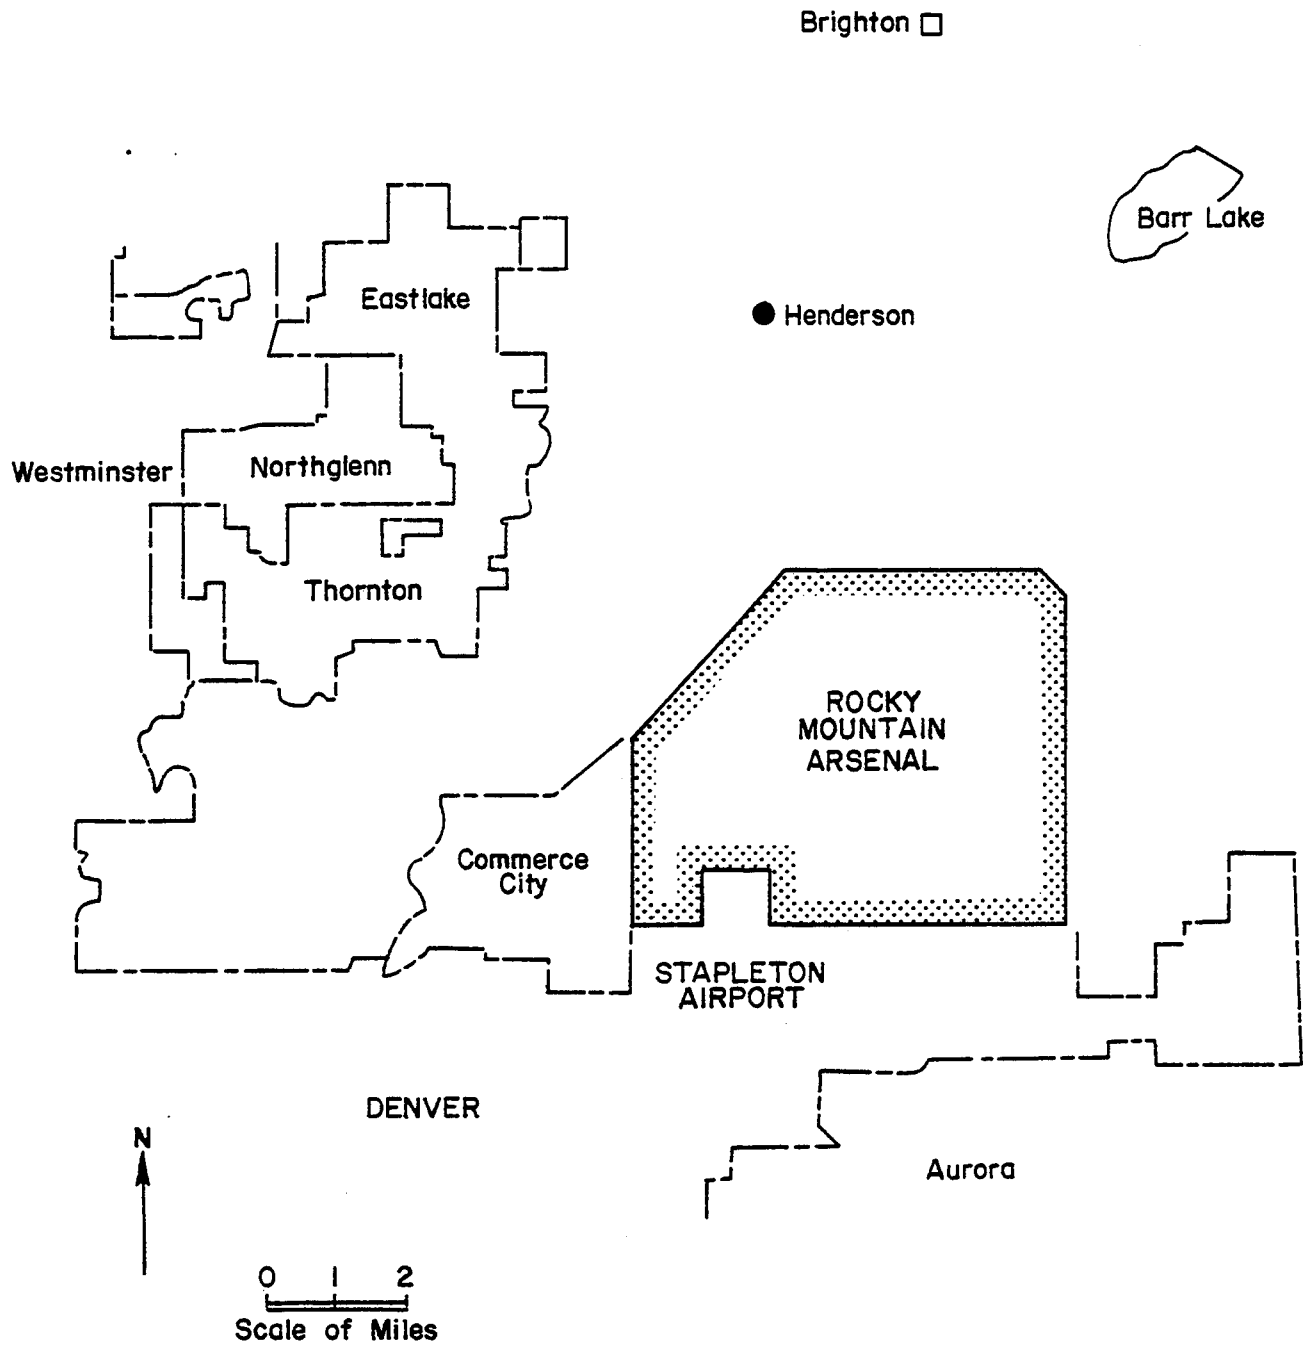 Brighton
Barr Lake
Eastlake
Henderson
Westminster
Northglenn
Thornton
ROCKY
MOUNTAIN
ARSENAL
Commerce
City
STAPLETON
AIRPORT
DENVER
N
Aurora
0 1 2
Scale of Miles